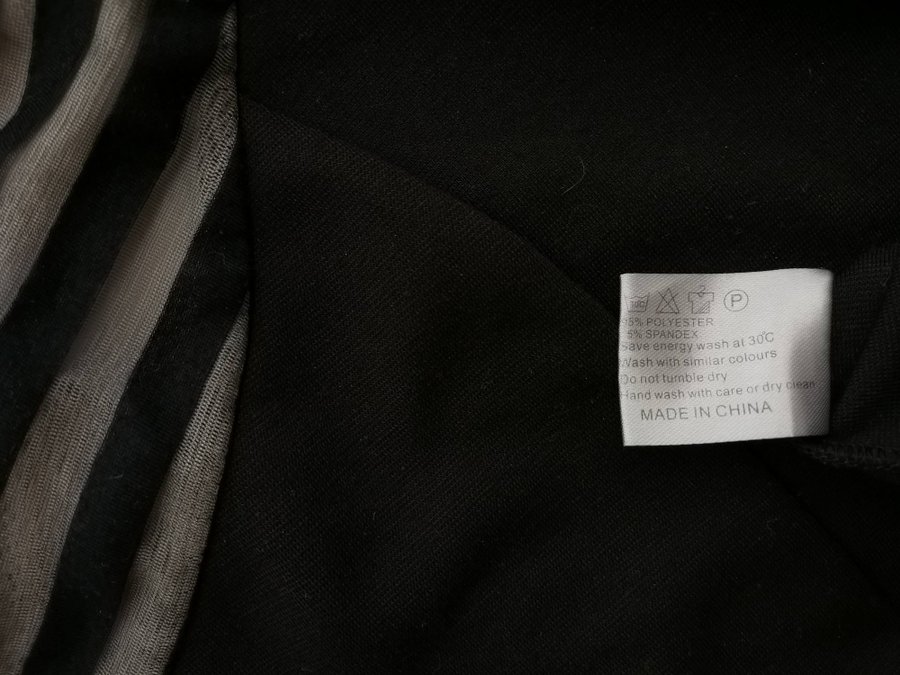 P
95% POLYESTER
5% SPANDEX
Save energy wash at 30℃
Wash with similar colours
Do not tumble dry
Hand wash with care or dry clean
MADE IN CHINA